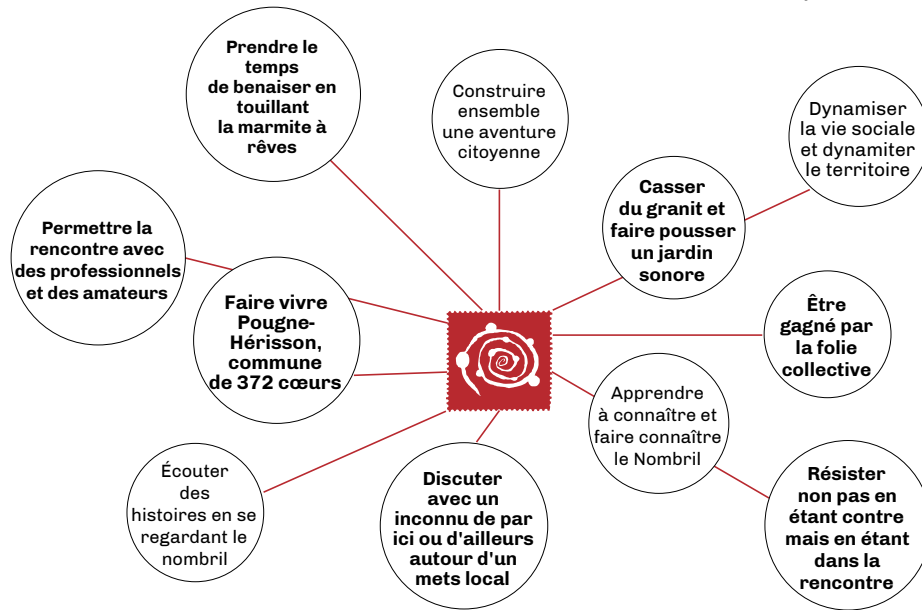 Prendre le
temps
de benaiser en
touillant
la marmite à
rêves
Construire
ensemble
une aventure
citoyenne
Dynamiser
la vie sociale
et dynamiter
le territoire
Casser
du granit et
faire pousser
un jardin
sonore
Permettre la
rencontre avec
des professionnels
et des amateurs
Faire vivre
Pougne-
Hérisson,
commune
de 372 cœurs
Être
gagné par
la folie
collective
Apprendre
à connaître et
faire connaître
le Nombril
Écouter
des
histoires en se
regardant le
nombril
Discuter
avec un
inconnu de par
ici ou d'ailleurs
autour d'un
mets local
Résister
non pas en
étant contre
mais en étant
dans la
rencontre